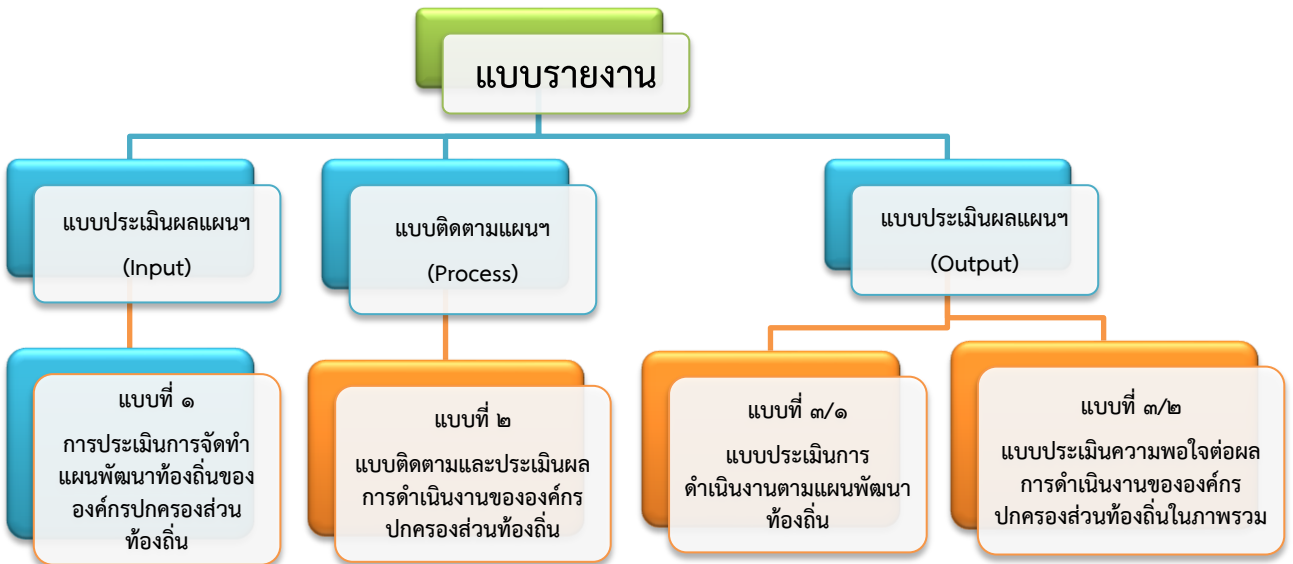 แบบรายงาน
แบบประเมินผลแผนฯ
(Input)
แบบติดตามแผนฯ
(Process)
แบบประเมินผลแผนฯ
(Output)
แบบที่ ๑
การประเมินการจัดทำ
แผนพัฒนาท้องถิ่นของ
องค์กรปกครองส่วน
ท้องถิ่น
แบบที่ ๒
แบบติดตามและประเมินผล
การดำเนินงานขององค์กร
ปกครองส่วนท้องถิ่น
แบบที่ ๓/๑
แบบประเมินการ
ดำเนินงานตามแผนพัฒนา
ท้องถิ่น
แบบที่ ๓/๒
แบบประเมินความพอใจต่อผล
การดำเนินงานขององค์กร
ปกครองส่วนท้องถิ่นในภาพรวม